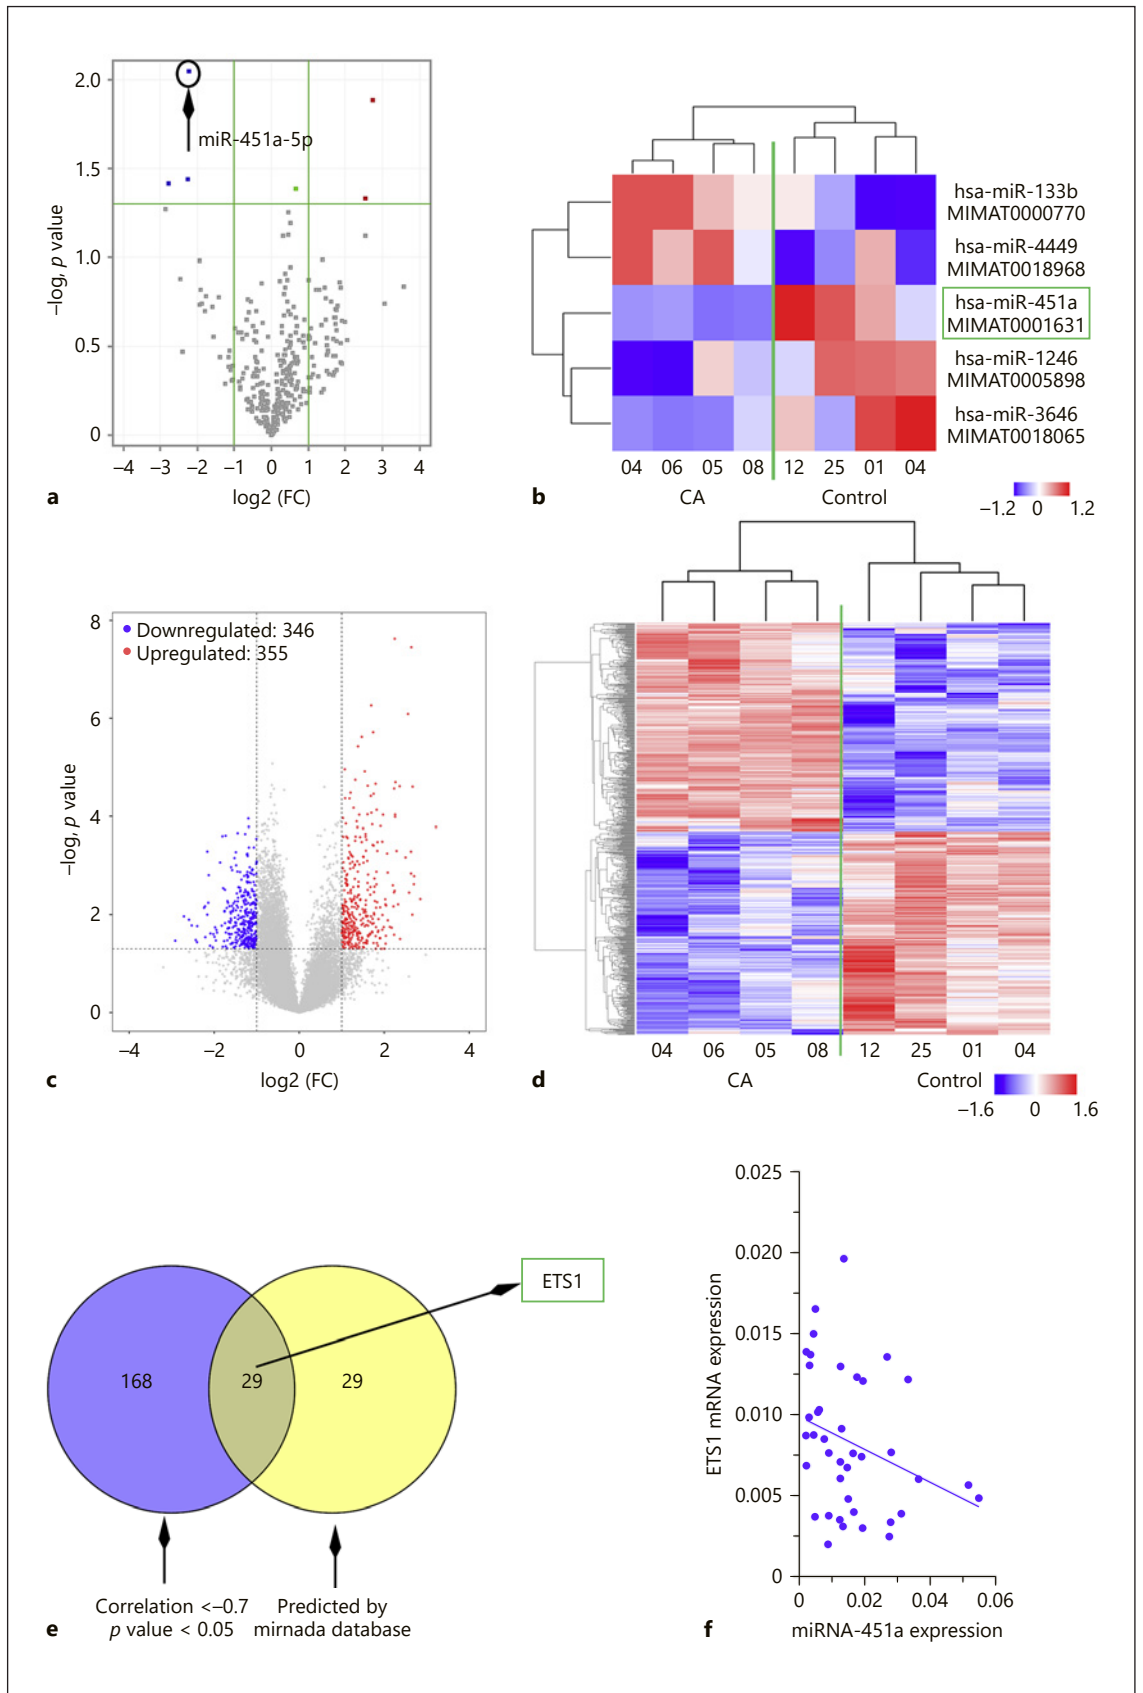 2.0
1.5
1.0
0.5
0
–log, p value
miR-451a-5p
–4 –3 –2 –1 0 1 2 3 4
log2 (FC)
a
hsa-miR-133b
MIMAT0000770
hsa-miR-4449
MIMAT0018968
hsa-miR-451a
MIMAT0001631
hsa-miR-1246
MIMAT0005898
hsa-miR-3646
MIMAT0018065
04 06 05 08 12 25 01 04
CA Control
–1.2 0 1.2
b
8
6
4
2
0
–log, p value
Downregulated: 346
Upregulated: 355
–4 –2 0 2 4
log2 (FC)
c
04 06 05 08 12 25 01 04
CA Control
–1.6 0 1.6
d
ETS1
168 29 29
Correlation <–0.7
p value < 0.05
Predicted by
mirnada database
e
0.025
0.020
0.015
0.010
0.005
0
ETS1 mRNA expression
0 0.02 0.04 0.06
miRNA-451a expression
f